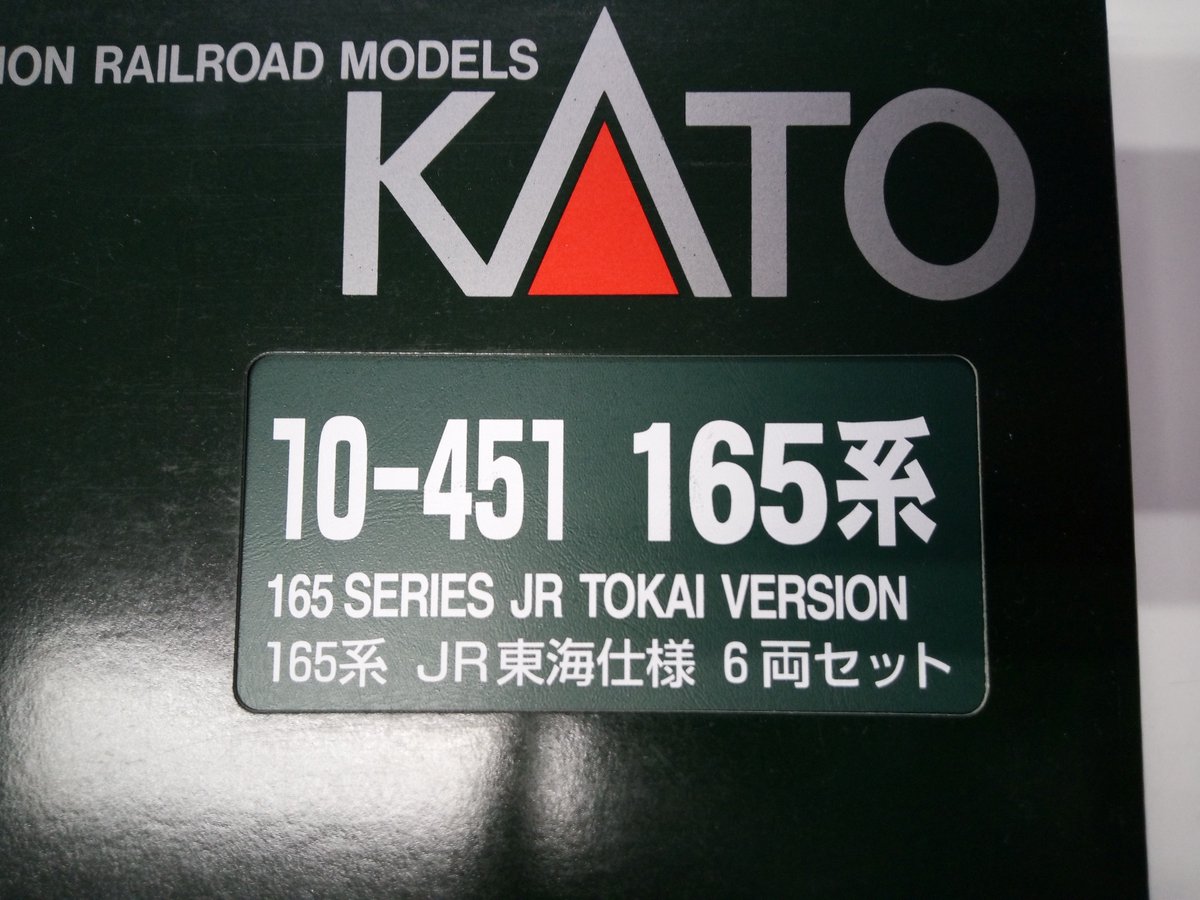 RAILROAD MODELS
KATO
10-451 165系
165 SERIES JR TOKAI VERSION
165系 JR東海仕様 6両セット